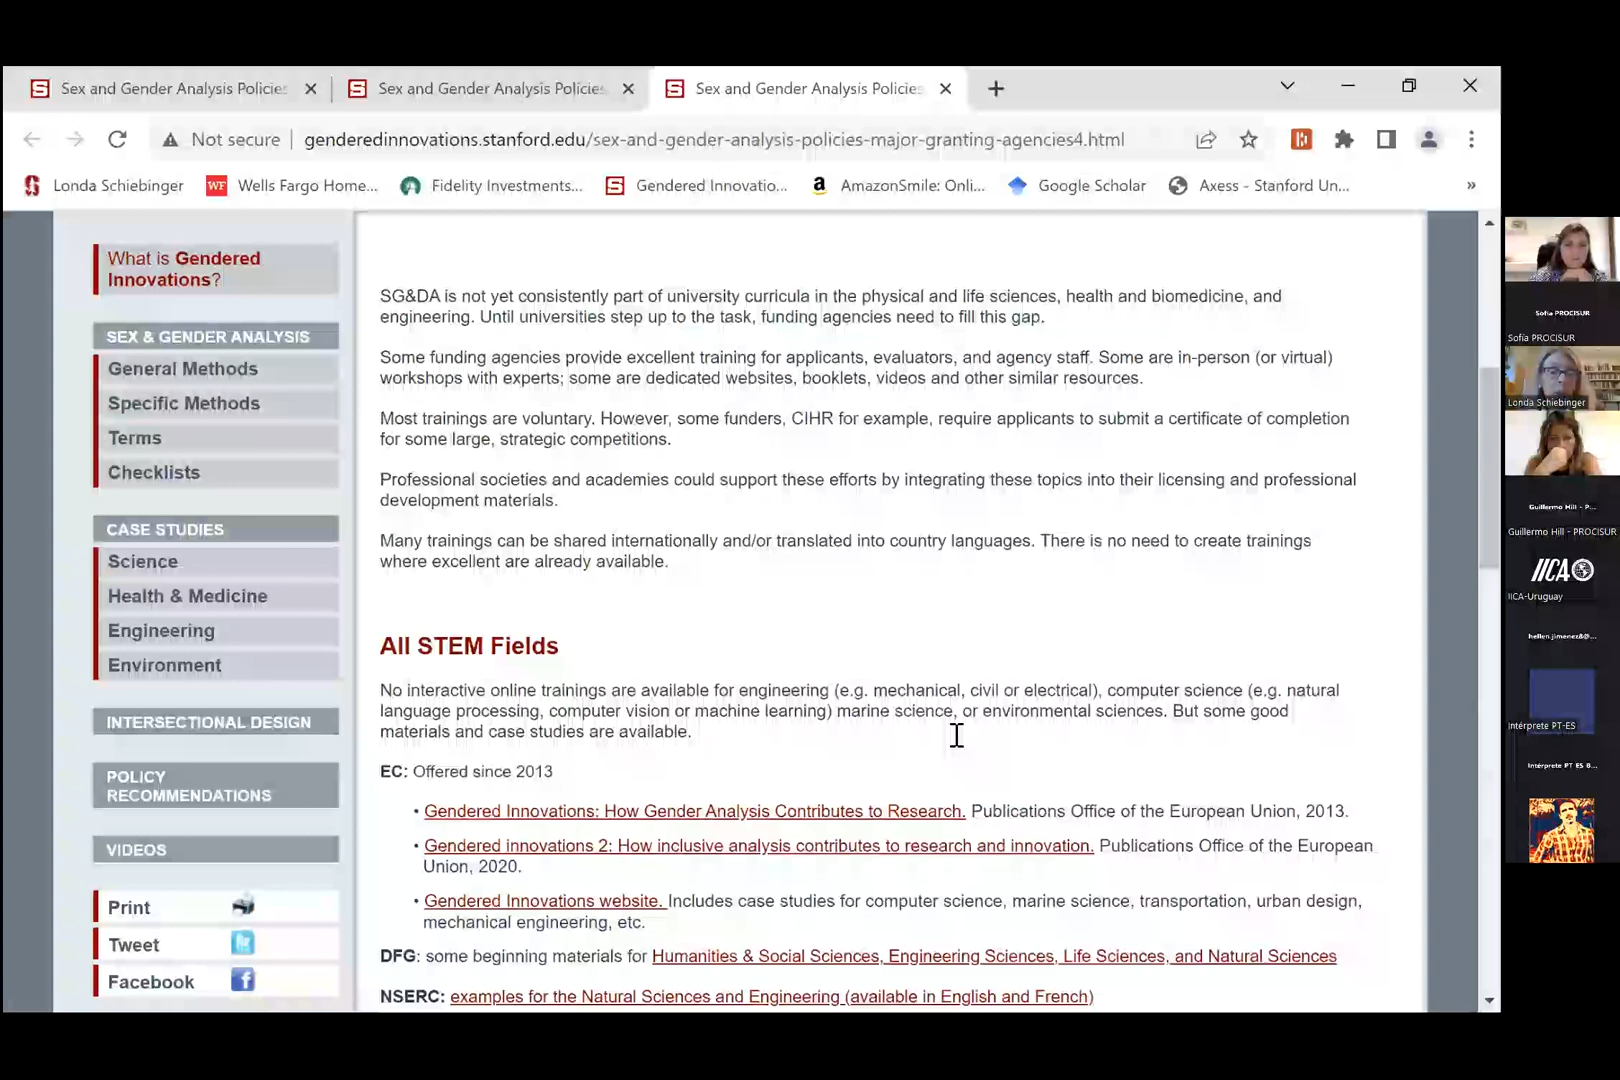 Sex and Gender Analysis Policies
Sex and Gender Analysis Policies
Sex and Gender Analysis Policies
Not secure
genderedinnovations.stanford.edu/sex-and-gender-analysis-policies-major-granting-agencies4.html
Londa Schiebinger
WF
Wells Fargo Home...
Fidelity Investments...
Gendered Innovatio...
a
AmazonSmile: Onli...
Google Scholar
Axess - Stanford Un...
»
What is Gendered
Innovations?
SEX & GENDER ANALYSIS
General Methods
Specific Methods
Terms
Checklists
CASE STUDIES
Science
Health & Medicine
Engineering
Environment
INTERSECTIONAL DESIGN
POLICY
RECOMMENDATIONS
VIDEOS
Print
Tweet
Facebook
SG&DA is not yet consistently part of university curricula in the physical and life sciences, health and biomedicine, and
engineering. Until universities step up to the task, funding agencies need to fill this gap.
Some funding agencies provide excellent training for applicants, evaluators, and agency staff. Some are in-person (or virtual)
workshops with experts; some are dedicated websites, booklets, videos and other similar resources.
Most trainings are voluntary. However, some funders, CIHR for example, require applicants to submit a certificate of completion
for some large, strategic competitions.
Professional societies and academies could support these efforts by integrating these topics into their licensing and professional
development materials.
Many trainings can be shared internationally and/or translated into country languages. There is no need to create trainings
where excellent are already available.
All STEM Fields
No interactive online trainings are available for engineering (e.g. mechanical, civil or electrical), computer science (e.g. natural
language processing, computer vision or machine learning) marine science, or environmental sciences. But some good
materials and case studies are available.
EC: Offered since 2013
• Gendered Innovations: How Gender Analysis Contributes to Research. Publications Office of the European Union, 2013.
• Gendered innovations 2: How inclusive analysis contributes to research and innovation. Publications Office of the European
Union, 2020.
• Gendered Innovations website. Includes case studies for computer science, marine science, transportation, urban design,
mechanical engineering, etc.
DFG: some beginning materials for Humanities & Social Sciences, Engineering Sciences, Life Sciences, and Natural Sciences
NSERC: examples for the Natural Sciences and Engineering (available in English and French)
Sofia PROCISUR
Sofía PROCISUR
Londa Schiebinger
Guillermo Hill - P...
Guillermo Hill - PROCISUR
IICA
IICA-Uruguay
hellen.jimenez8@...
Intérprete PT-ES
Intérprete PT ES B...